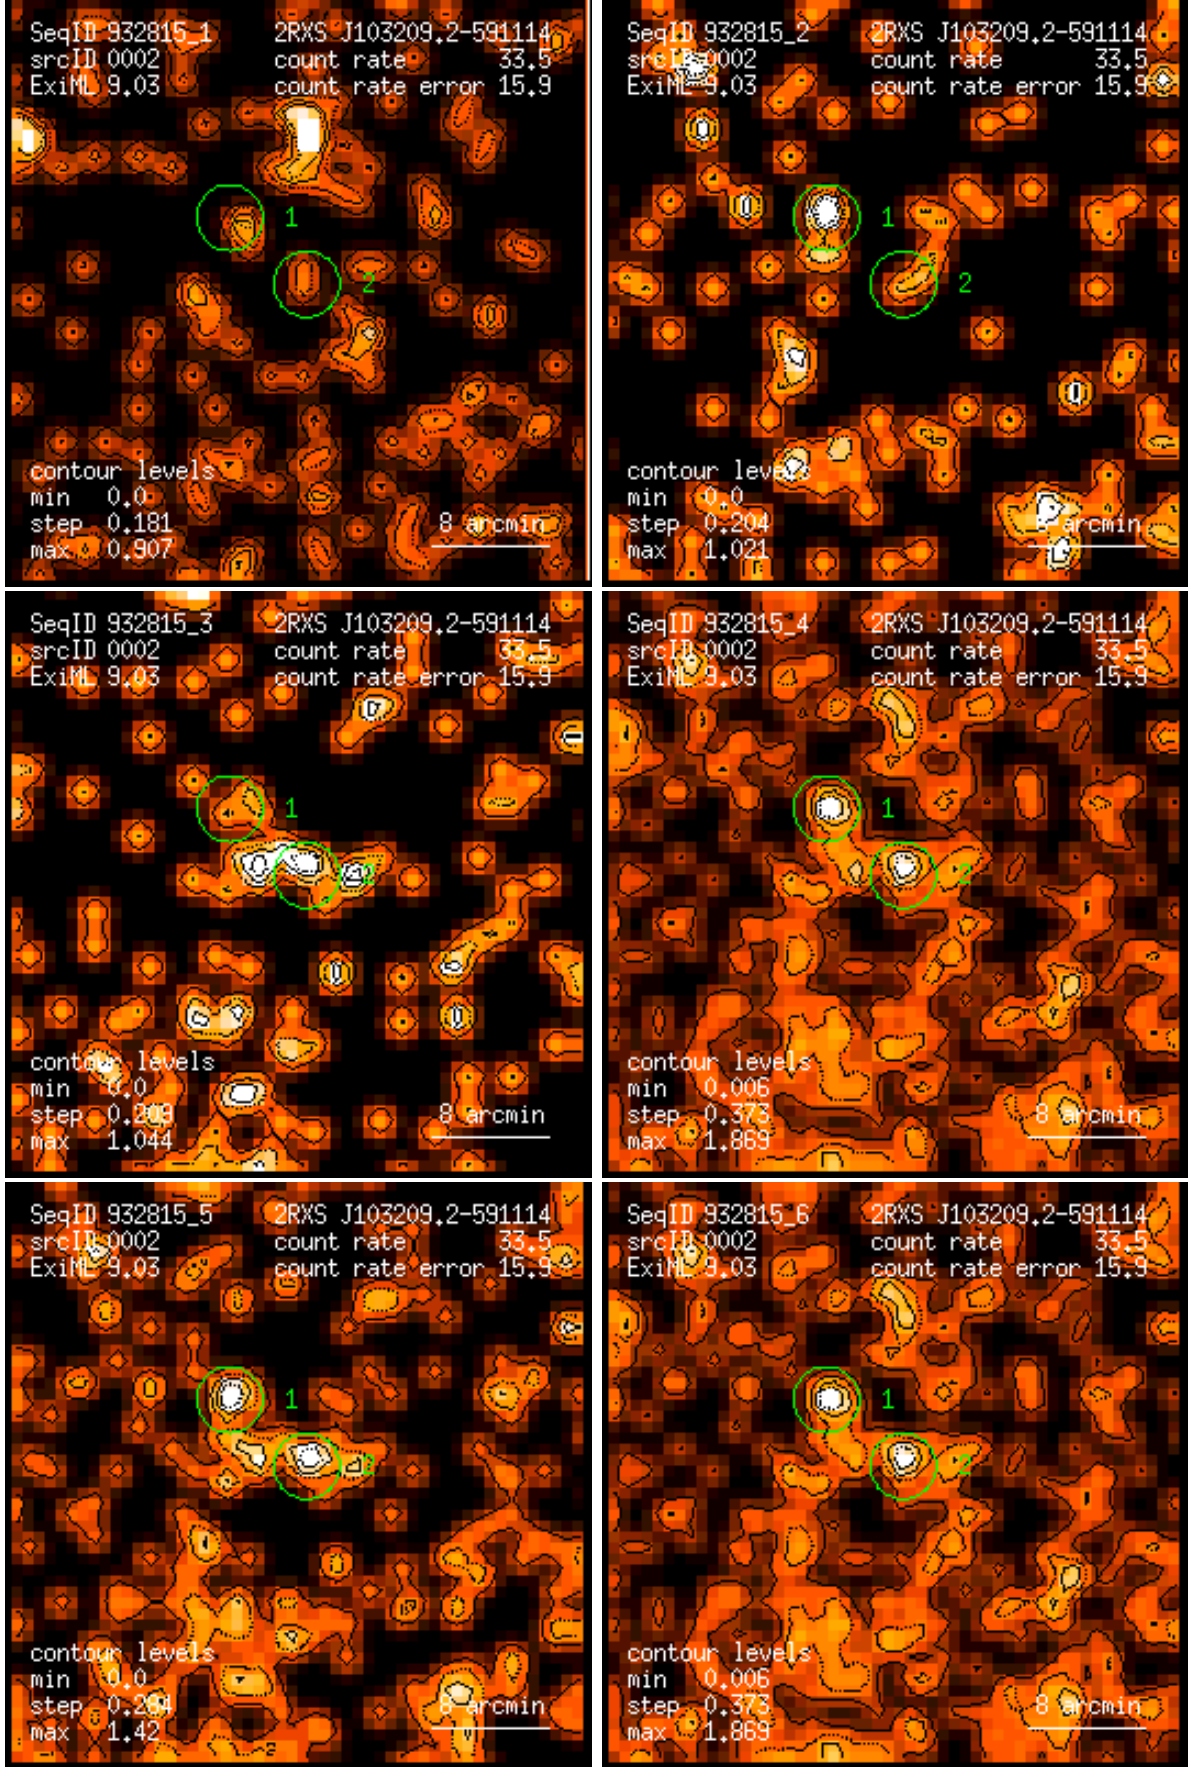 SeqID 932815_1 2RXS J103209.2-591114
srcID 0002 count rate 33.5
ExiML 9.03 count rate error 15.9
1
2
contour levels
min 0.0
step 0.181
max 0.907
8 arcmin
SeqID 932815_2 2RXS J103209.2-591114
srcID 0002 count rate 33.5
ExiML 9.03 count rate error 15.9
1
2
contour levels
min 0.0
step 0.204
max 1.021
8 arcmin
SeqID 932815_3 2RXS J103209.2-591114
srcID 0002 count rate 33.5
ExiML 9.03 count rate error 15.9
1
2
contour levels
min 0.0
step 0.209
max 1.044
8 arcmin
SeqID 932815_4 2RXS J103209.2-591114
srcID 0002 count rate 33.5
ExiML 9.03 count rate error 15.9
1
2
contour levels
min 0.006
step 0.373
max 1.869
8 arcmin
SeqID 932815_5 2RXS J103209.2-591114
srcID 0002 count rate 33.5
ExiML 9.03 count rate error 15.9
1
2
contour levels
min 0.0
step 0.284
max 1.42
8 arcmin
SeqID 932815_6 2RXS J103209.2-591114
srcID 0002 count rate 33.5
ExiML 9.03 count rate error 15.9
1
2
contour levels
min 0.006
step 0.373
max 1.869
8 arcmin